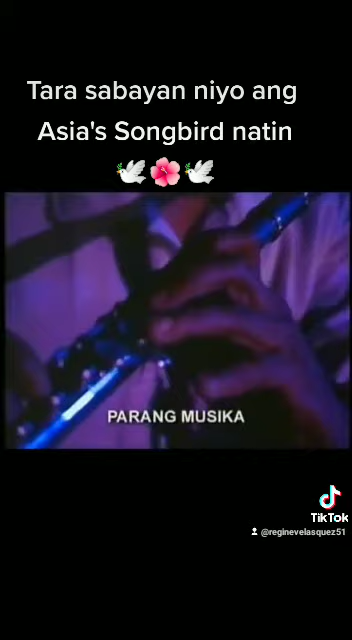 Tara sabayan niyo ang
Asia's Songbird natin
🕊️🌺🕊️
PARANG MUSIKA
TikTok
@reginevelasquez51